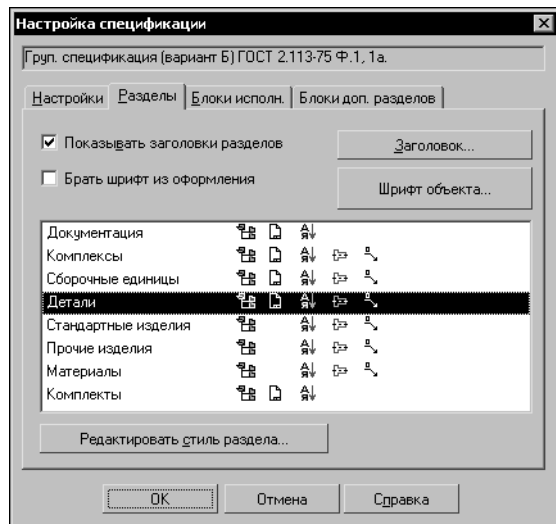 Настройка спецификации
Груп. спецификация (вариант Б) ГОСТ 2.113-75 Ф.1, 1а.
Настройки Разделы Блоки исполн. Блоки доп. разделов
Показывать заголовки разделов
Заголовок...
Брать шрифт из оформления
Шрифт объекта...
Документация
Комплексы
Сборочные единицы
Детали
Стандартные изделия
Прочие изделия
Материалы
Комплекты
Редактировать стиль раздела...
OK Отмена Справка